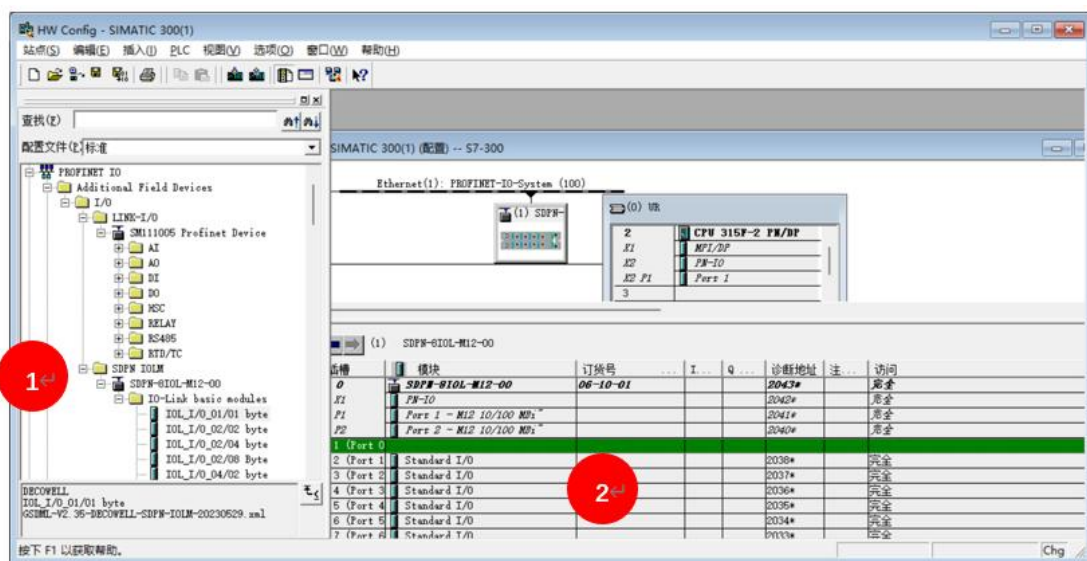 HW Config - SIMATIC 300(1)
站点(S) 编辑(E) 插入(I) PLC 视图(V) 选项(O) 窗口(W) 帮助(H)
查找(F)
配置文件(E) 标准
PROFINET IO
Additional Field Devices
I/O
LINK-I/O
SM111005 Profinet Device
AI
AO
DI
DO
HSC
RELAY
RS485
RTD/TC
SDPN IOLM
SDPN-8IOL-M12-00
IO-Link basic modules
IOL_I/O_01/01 byte
IOL_I/O_02/02 byte
IOL_I/O_02/04 byte
IOL_I/O_02/08 Byte
IOL_I/O_04/02 byte
DECOWELL
IOL_I/O_01/01 byte
GSDML-V2.35-DECOWELL-SDPN-IOLM-20230529.xml
1
SIMATIC 300(1) (配置) -- S7-300
Ethernet(1): PROFINET-IO-System (100)
(1) SDPN-
(0) UR
2 CPU 315F-2 PN/DP
X1 MPI/DP
X2 PN-IO
X2 P1 Port 1
3
(1) SDPN-8IOL-M12-00
插槽 模块 订货号 ... I... Q ... 诊断地址 注... 访问
0 SDPN-8IOL-M12-00 06-10-01 2043* 完全
X1 PN-IO 2042* 完全
P1 Port 1 - M12 10/100 2041* 完全
P2 Port 2 - M12 10/100 2040* 完全
1 (Port 0
2 (Port 1 Standard I/O 2038* 完全
3 (Port 2 Standard I/O 2037* 完全
4 (Port 3 Standard I/O 2036* 完全
5 (Port 4 Standard I/O 2035* 完全
6 (Port 5 Standard I/O 2034* 完全
7 (Port 6 Standard I/O 2033* 完全
2
按下 F1 以获取帮助。
Chg